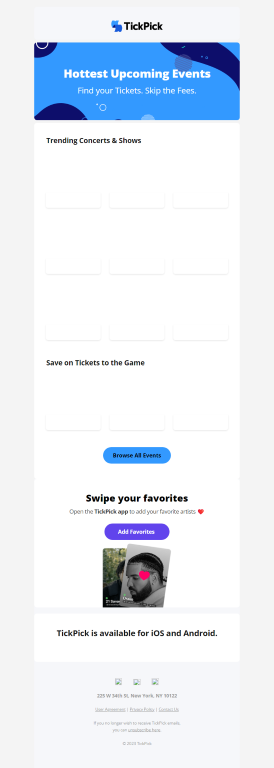 TickPick
Hottest Upcoming Events
Find your Tickets. Skip the Fees.
Trending Concerts & Shows
Save on Tickets to the Game
Browse All Events
Swipe your favorites
Open the TickPick app to add your favorite artists ❤️
Add Favorites
TickPick is available for iOS and Android.
225 W 34th St, New York, NY 10122
User Agreement | Privacy Policy | Contact Us
If you no longer wish to receive TickPick emails,
you can unsubscribe here.
© 2023 TickPick